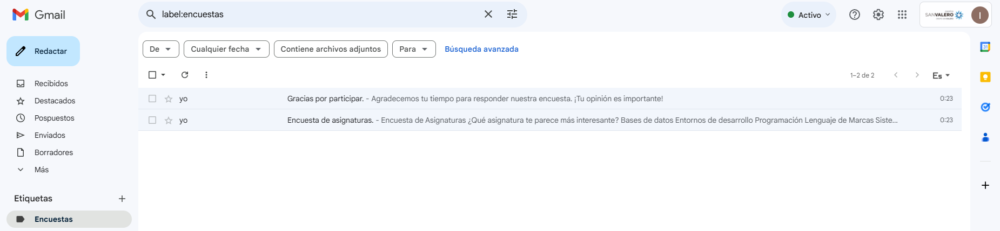 Gmail
label:encuestas
Activo
SANVALERO
I
Redactar
De
Cualquier fecha
Contiene archivos adjuntos
Para
Búsqueda avanzada
31
Recibidos
1–2 de 2
Es
Destacados
yo Gracias por participar. - Agradecemos tu tiempo para responder nuestra encuesta. ¡Tu opinión es importante! 0:23
Pospuestos
yo Encuesta de asignaturas. - Encuesta de Asignaturas ¿Qué asignatura te parece más interesante? Bases de datos Entornos de desarrollo Programación Lenguaje de Marcas Siste... 0:23
Enviados
Borradores
Más
Etiquetas
Encuestas